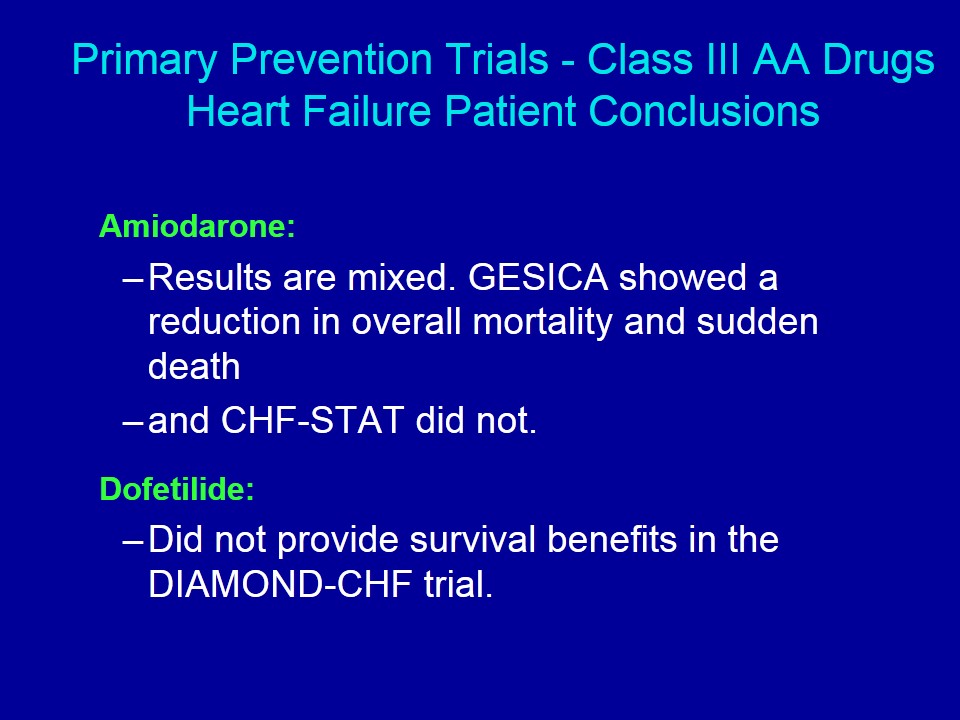 Primary Prevention Trials - Class III AA Drugs
Heart Failure Patient Conclusions
Amiodarone:
– Results are mixed. GESICA showed a
reduction in overall mortality and sudden
death
– and CHF-STAT did not.
Dofetilide:
– Did not provide survival benefits in the
DIAMOND-CHF trial.